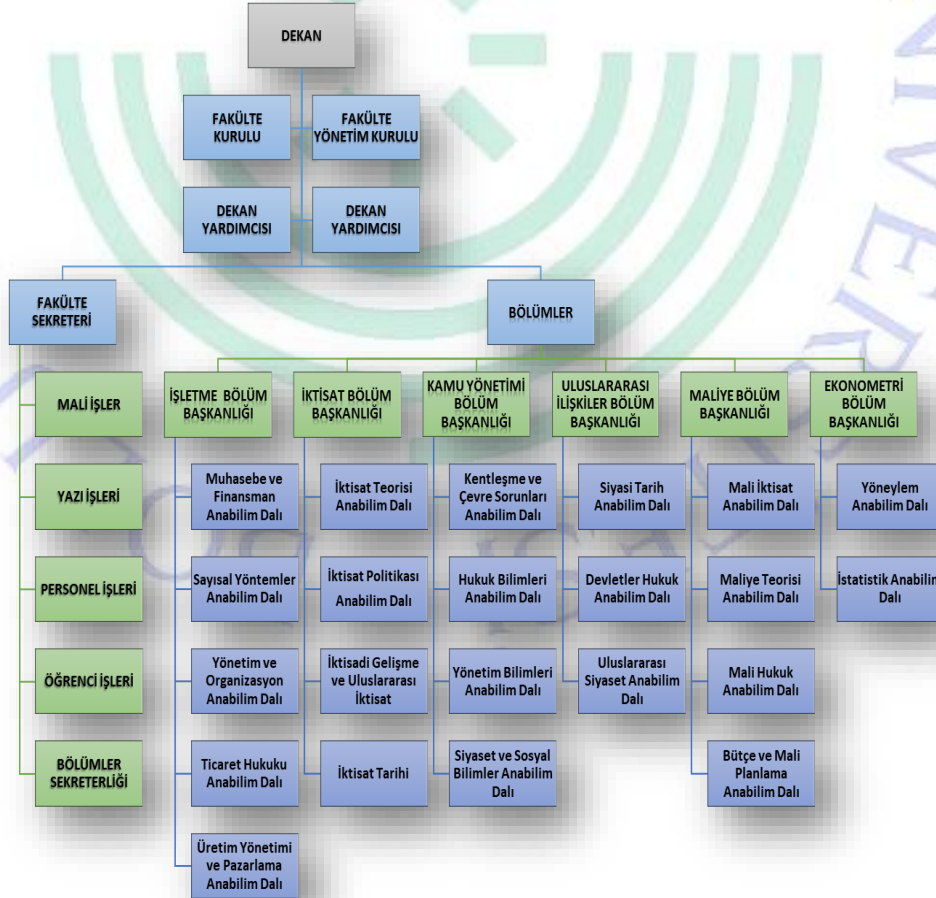 DEKAN
FAKÜLTE
KURULU
FAKÜLTE
YÖNETİM KURULU
DEKAN
YARDIMCISI
DEKAN
YARDIMCISI
FAKÜLTE
SEKRETERİ
BÖLÜMLER
MALİ İŞLER
YAZI İŞLERİ
PERSONEL İŞLERİ
ÖĞRENCİ İŞLERİ
BÖLÜMLER
SEKRETERLİĞİ
İŞLETME BÖLÜM
BAŞKANLIĞI
Muhasebe ve
Finansman
Anabilim Dalı
Sayısal Yöntemler
Anabilim Dalı
Yönetim ve
Organizasyon
Anabilim Dalı
Ticaret Hukuku
Anabilim Dalı
Üretim Yönetimi
ve Pazarlama
Anabilim Dalı
İKTİSAT BÖLÜM
BAŞKANLIĞI
İktisat Teorisi
Anabilim Dalı
İktisat Politikası
Anabilim Dalı
İktisadi Gelişme
ve Uluslararası
İktisat
İktisat Tarihi
KAMU YÖNETİMİ
BÖLÜM
BAŞKANLIĞI
Kentleşme ve
Çevre Sorunları
Anabilim Dalı
Hukuk Bilimleri
Anabilim Dalı
Yönetim Bilimleri
Anabilim Dalı
Siyaset ve Sosyal
Bilimler Anabilim
Dalı
ULUSLARARASI
İLİŞKİLER BÖLÜM
BAŞKANLIĞI
Siyasi Tarih
Anabilim Dalı
Devletler Hukuk
Anabilim Dalı
Uluslararası
Siyaset Anabilim
Dalı
MALİYE BÖLÜM
BAŞKANLIĞI
Mali İktisat
Anabilim Dalı
Maliye Teorisi
Anabilim Dalı
Mali Hukuk
Anabilim Dalı
Bütçe ve Mali
Planlama
Anabilim Dalı
EKONOMETRİ
BÖLÜM
BAŞKANLIĞI
Yöneylem
Anabilim Dalı
İstatistik Anabilim
Dalı